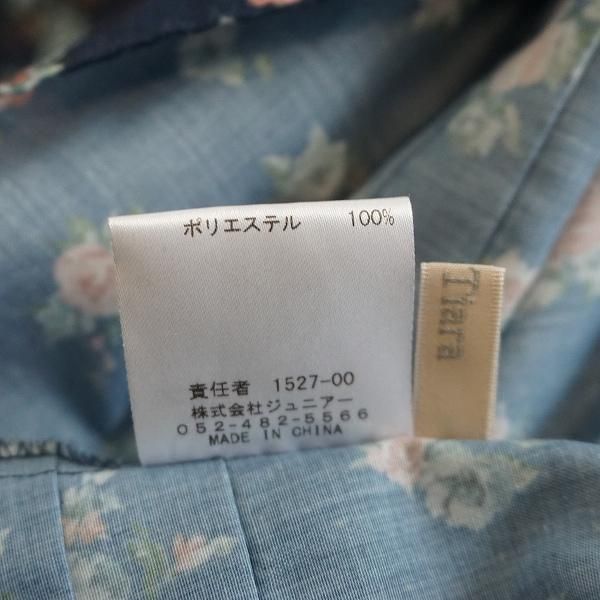 ポリエステル 100%
責任者 1527-00
株式会社ジュニアー
052-482-5566
MADE IN CHINA
Tiara